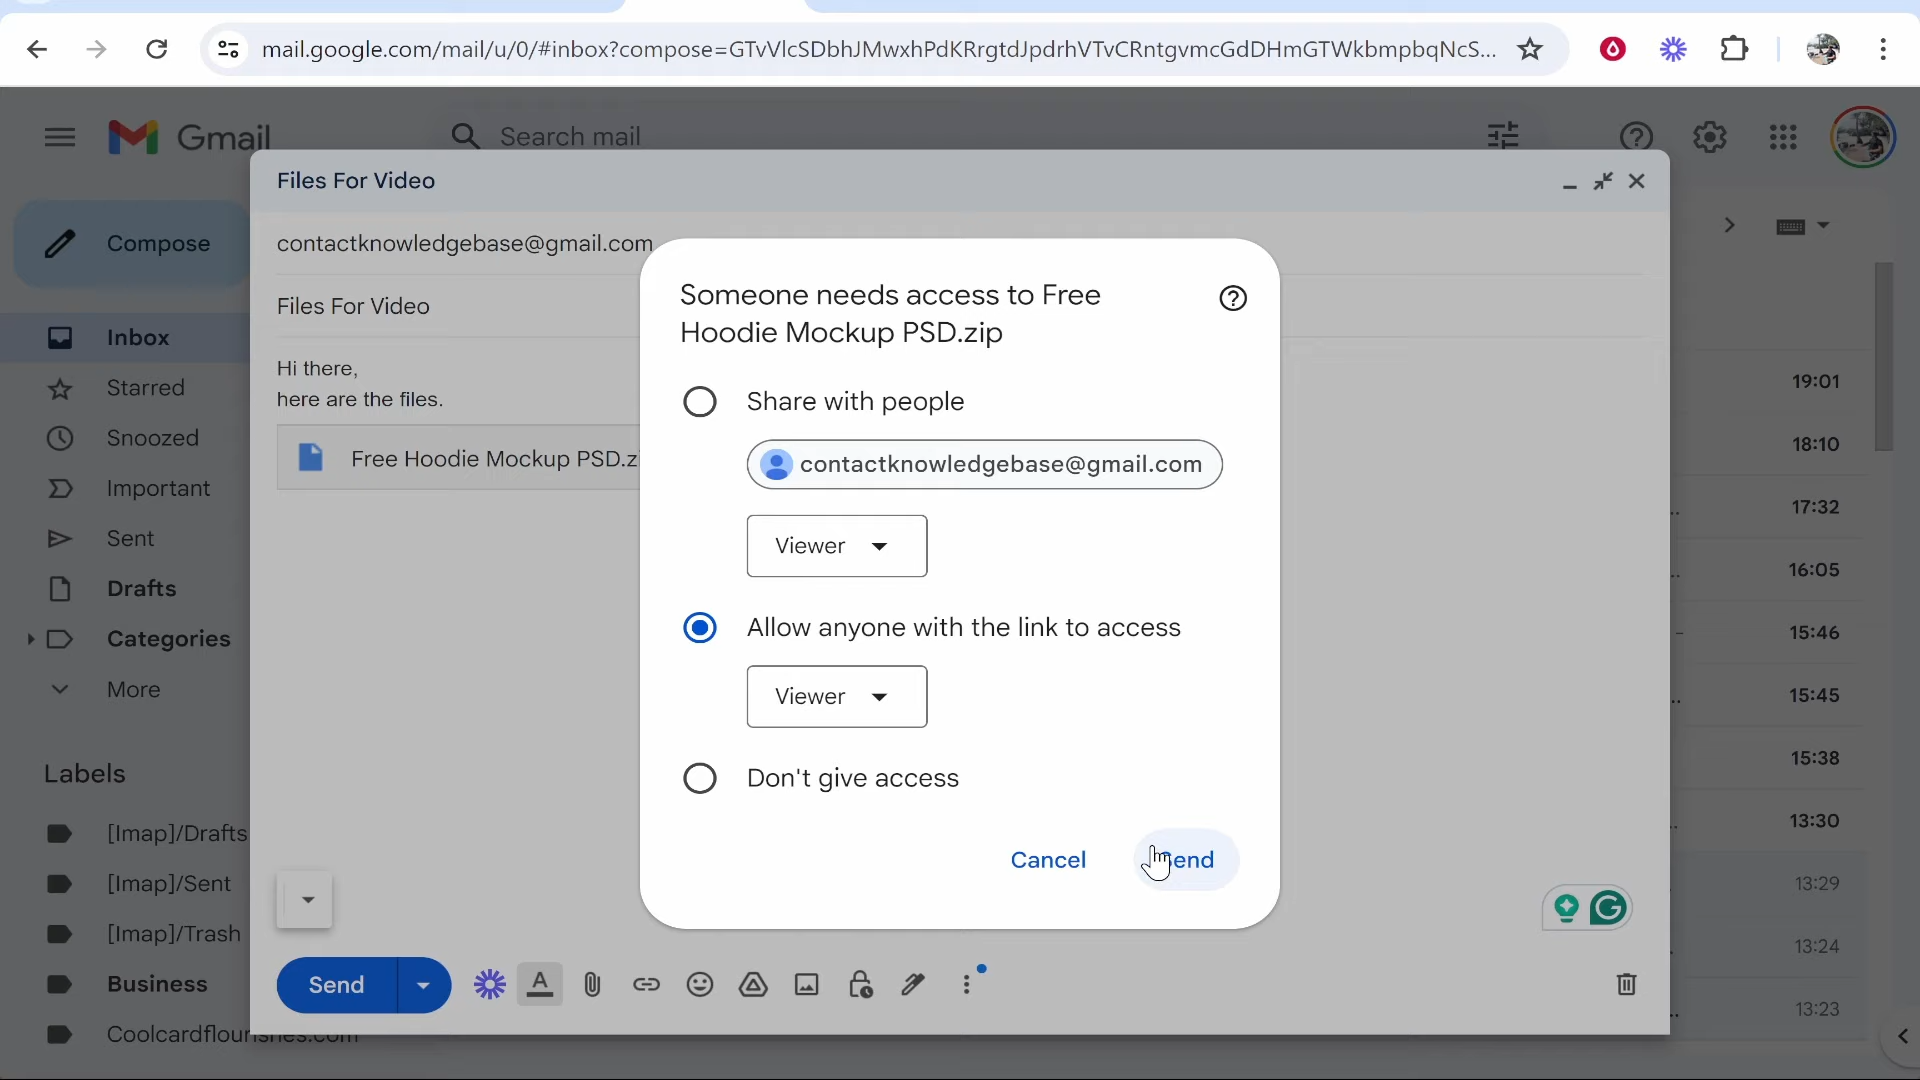 mail.google.com/mail/u/0/#inbox?compose=GTvVlcSDbhJMwxhPdKRrgtdJpdrhVTvCRntgvmcGdDHmGTWkbmpbqNcS...
Gmail
Search mail
Compose
Inbox
Starred
Snoozed
Important
Sent
Drafts
Categories
More
Labels
[Imap]/Drafts
[Imap]/Sent
[Imap]/Trash
Business
Coolcardflourishes.com
Files For Video
contactknowledgebase@gmail.com
Files For Video
Hi there,
here are the files.
Free Hoodie Mockup PSD.zi
Send
Someone needs access to Free
Hoodie Mockup PSD.zip
Share with people
contactknowledgebase@gmail.com
Viewer
Allow anyone with the link to access
Viewer
Don't give access
Cancel
Send
19:01
18:10
17:32
16:05
15:46
15:45
15:38
13:30
13:29
13:24
13:23